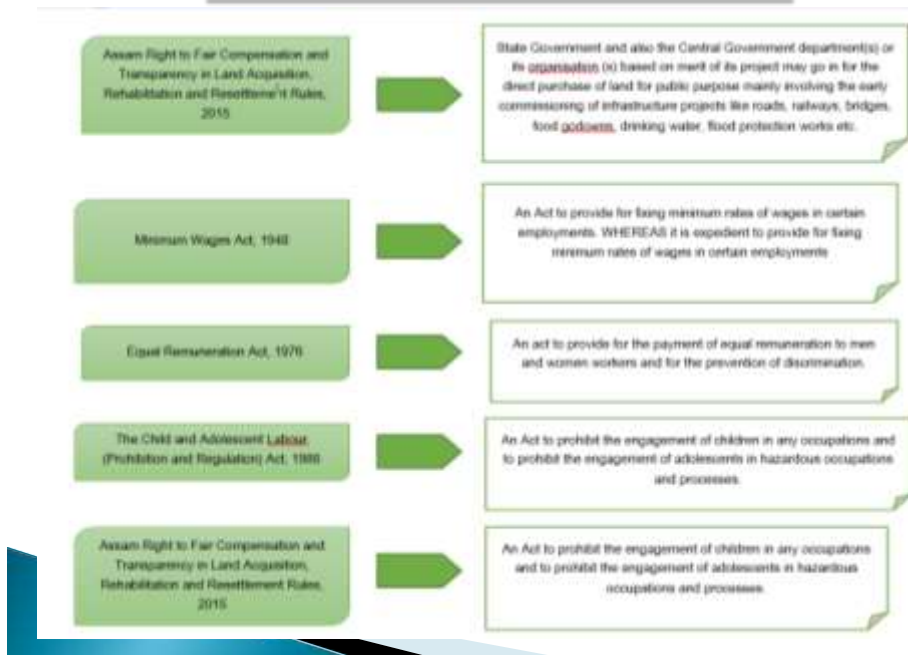 Assam Right to Fair Compensation and
Transparency in Land Acquisition,
Rehabilitation and Resettleme't Rules,
2015
State Government and also the Central Government department(s) or
its organisation (s) based on merit of its project may go in for the
direct purchase of land for public purpose mainly involving the early
commissioning of infrastructure projects like roads, railways, bridges,
food godowns, drinking water, flood protection works etc.
Minimum Wages Act, 1948
An Act to provide for fixing minimum rates of wages in certain
employments. WHEREAS it is expedient to provide for fixing
minimum rates of wages in certain employments
Equal Remuneration Act, 1976
An act to provide for the payment of equal remuneration to men
and women workers and for the prevention of discrimination.
The Child and Adolescent Labour
(Prohibition and Regulation) Act, 1986
An Act to prohibit the engagement of children in any occupations and
to prohibit the engagement of adolescents in hazardous occupations
and processes.
Assam Right to Fair Compensation and
Transparency in Land Acquisition,
Rehabilitation and Resettlement Rules,
2015
An Act to prohibit the engagement of children in any occupations
and to prohibit the engagement of adolescents in hazardous
occupations and processes.